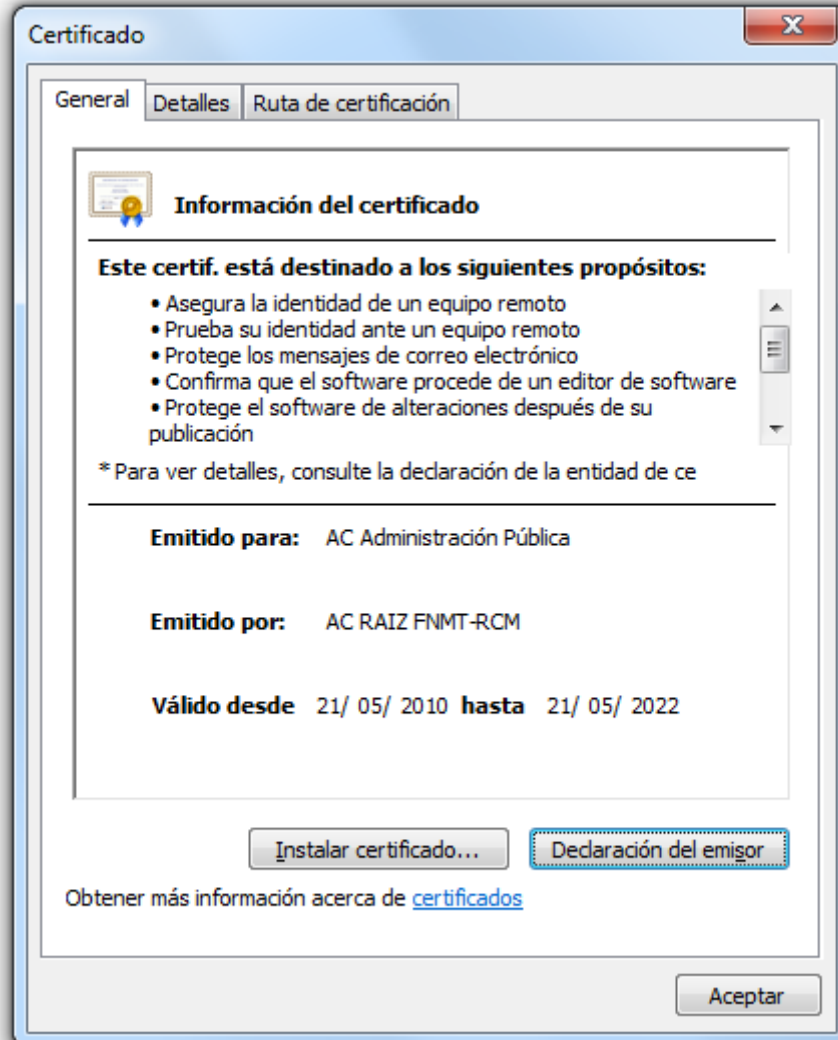 Certificado
General Detalles Ruta de certificación
Información del certificado
Este certif. está destinado a los siguientes propósitos:
• Asegura la identidad de un equipo remoto
• Prueba su identidad ante un equipo remoto
• Protege los mensajes de correo electrónico
• Confirma que el software procede de un editor de software
• Protege el software de alteraciones después de su
publicación
* Para ver detalles, consulte la declaración de la entidad de ce
Emitido para: AC Administración Pública
Emitido por: AC RAIZ FNMT-RCM
Válido desde 21/ 05/ 2010 hasta 21/ 05/ 2022
Instalar certificado... Declaración del emisor
Obtener más información acerca de certificados
Aceptar